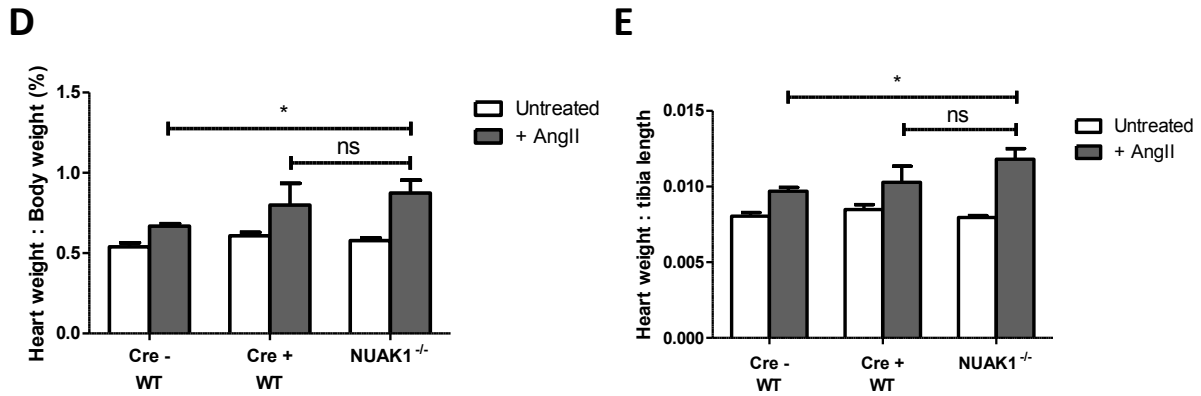 D
Heart weight : Body weight (%)
1.5
1.0
0.5
0.0
*
ns
Untreated
+ AngII
Cre -
WT
Cre +
WT
NUAK1 -/-
E
Heart weight : tibia length
0.015
0.010
0.005
0.000
*
ns
Untreated
+ AngII
Cre -
WT
Cre +
WT
NUAK1 -/-